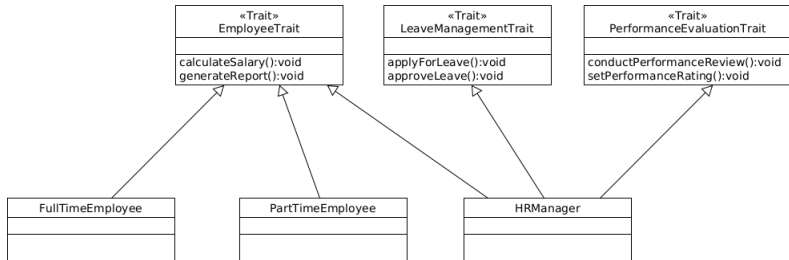 «Trait»
EmployeeTrait
calculateSalary():void
generateReport():void
«Trait»
LeaveManagementTrait
applyForLeave():void
approveLeave():void
«Trait»
PerformanceEvaluationTrait
conductPerformanceReview():void
setPerformanceRating():void
FullTimeEmployee
PartTimeEmployee
HRManager